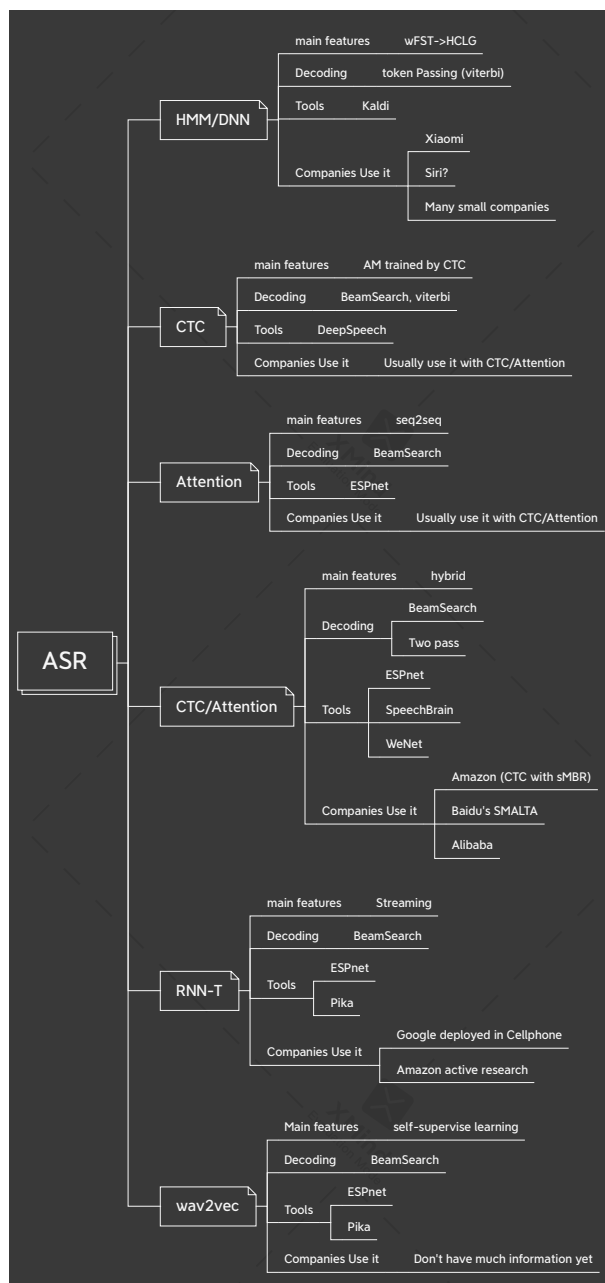 ASR
HMM/DNN
main features wFST->HCLG
Decoding token Passing (viterbi)
Tools Kaldi
Companies Use it
Xiaomi
Siri?
Many small companies
CTC
main features AM trained by CTC
Decoding BeamSearch, viterbi
Tools DeepSpeech
Companies Use it Usually use it with CTC/Attention
Attention
main features seq2seq
Decoding BeamSearch
Tools ESPnet
Companies Use it Usually use it with CTC/Attention
CTC/Attention
main features hybrid
Decoding
BeamSearch
Two pass
Tools
ESPnet
SpeechBrain
WeNet
Companies Use it
Amazon (CTC with sMBR)
Baidu's SMALTA
Alibaba
RNN-T
main features Streaming
Decoding BeamSearch
Tools
ESPnet
Pika
Companies Use it
Google deployed in Cellphone
Amazon active research
wav2vec
Main features self-supervise learning
Decoding BeamSearch
Tools
ESPnet
Pika
Companies Use it Don't have much information yet